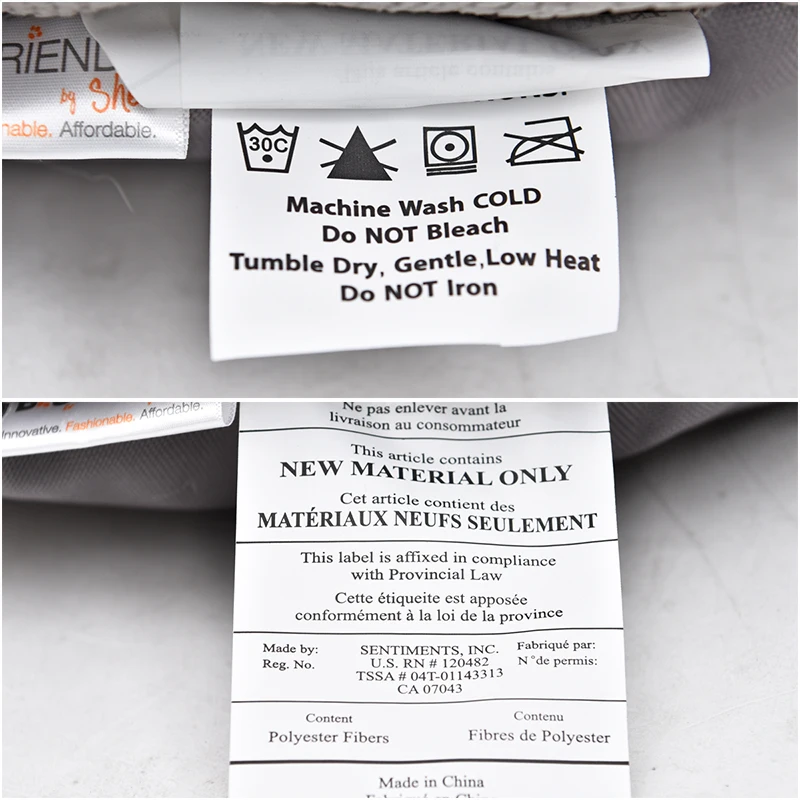 by
Affordable.
30C
Machine Wash COLD
Do NOT Bleach
Tumble Dry, Gentle,Low Heat
Do NOT Iron
Innovative. Fashionable. Affordable.
Ne pas enlever avant la
livraison au consommateur
This article contains
NEW MATERIAL ONLY
Cet article contient des
MATÉRIAUX NEUFS SEULEMENT
This label is affixed in compliance
with Provincial Law
Cette étiqueite est apposée
conformément à la loi de la province
Made by: SENTIMENTS, INC. Fabriqué par:
Reg. No. U.S. RN # 120482 N°de permis:
TSSA # 04T-01143313
CA 07043
Content Contenu
Polyester Fibers Fibres de Polyester
Made in China